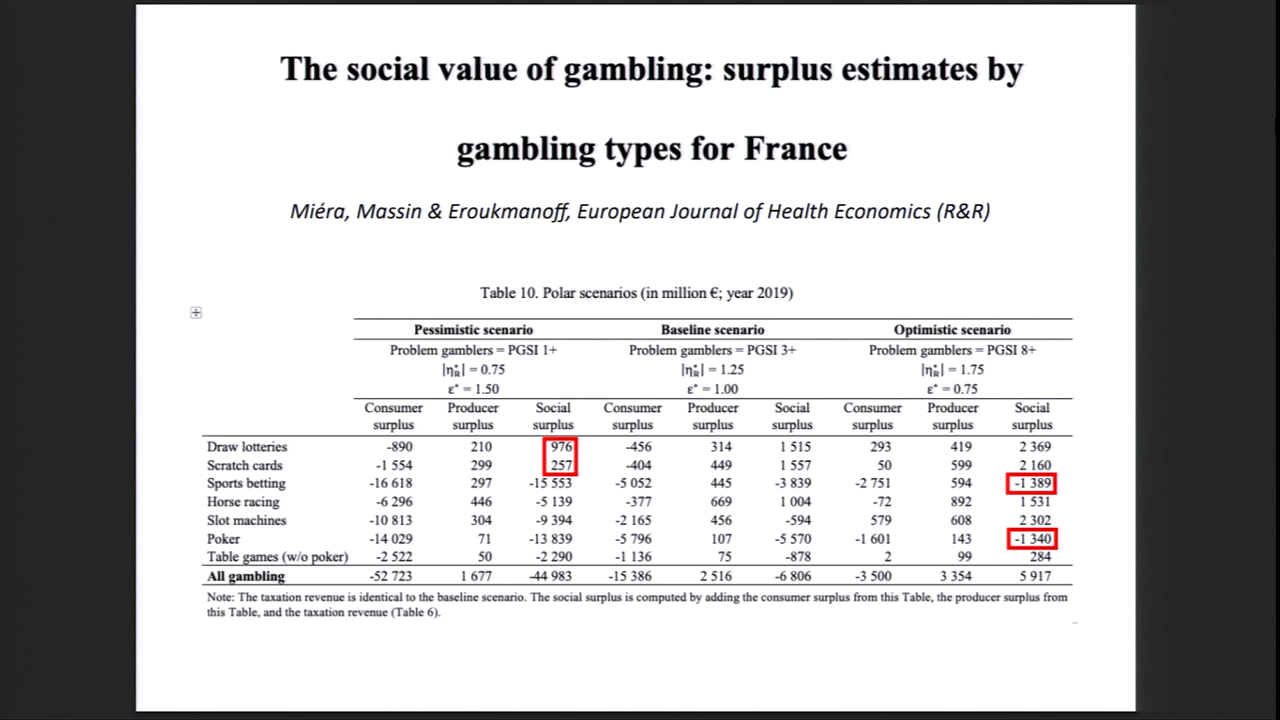 The social value of gambling: surplus estimates by
gambling types for France
Miéra, Massin & Eroukmanoff, European Journal of Health Economics (R&R)
Table 10. Polar scenarios (in million €; year 2019)
Pessimistic scenario Baseline scenario Optimistic scenario
Problem gamblers = PGSI 1+ Problem gamblers = PGSI 3+ Problem gamblers = PGSI 8+
|η*R| = 0.75 |η*R| = 1.25 |η*R| = 1.75
ε* = 1.50 ε* = 1.00 ε* = 0.75
Consumer Producer Social Consumer Producer Social Consumer Producer Social
surplus surplus surplus surplus surplus surplus surplus surplus surplus
Draw lotteries -890 210 976 -456 314 1 515 293 419 2 369
Scratch cards -1 554 299 257 -404 449 1 557 50 599 2 160
Sports betting -16 618 297 -15 553 -5 052 445 -3 839 -2 751 594 -1 389
Horse racing -6 296 446 -5 139 -377 669 1 004 -72 892 1 531
Slot machines -10 813 304 -9 394 -2 165 456 -594 579 608 2 302
Poker -14 029 71 -13 839 -5 796 107 -5 570 -1 601 143 -1 340
Table games (w/o poker) -2 522 50 -2 290 -1 136 75 -878 2 99 284
All gambling -52 723 1 677 -44 983 -15 386 2 516 -6 806 -3 500 3 354 5 917
Note: The taxation revenue is identical to the baseline scenario. The social surplus is computed by adding the consumer surplus from this Table, the producer surplus from
this Table, and the taxation revenue (Table 6).